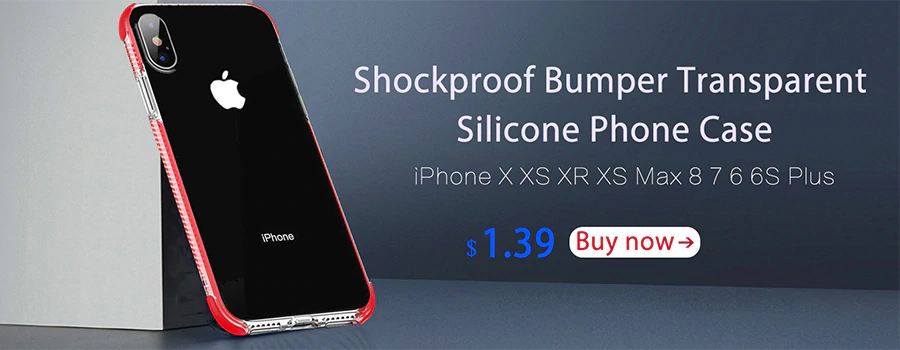 Shockproof Bumper Transparent
Silicone Phone Case
iPhone X XS XR XS Max 8 7 6 6S Plus
$ 1.39 Buy now→
iPhone